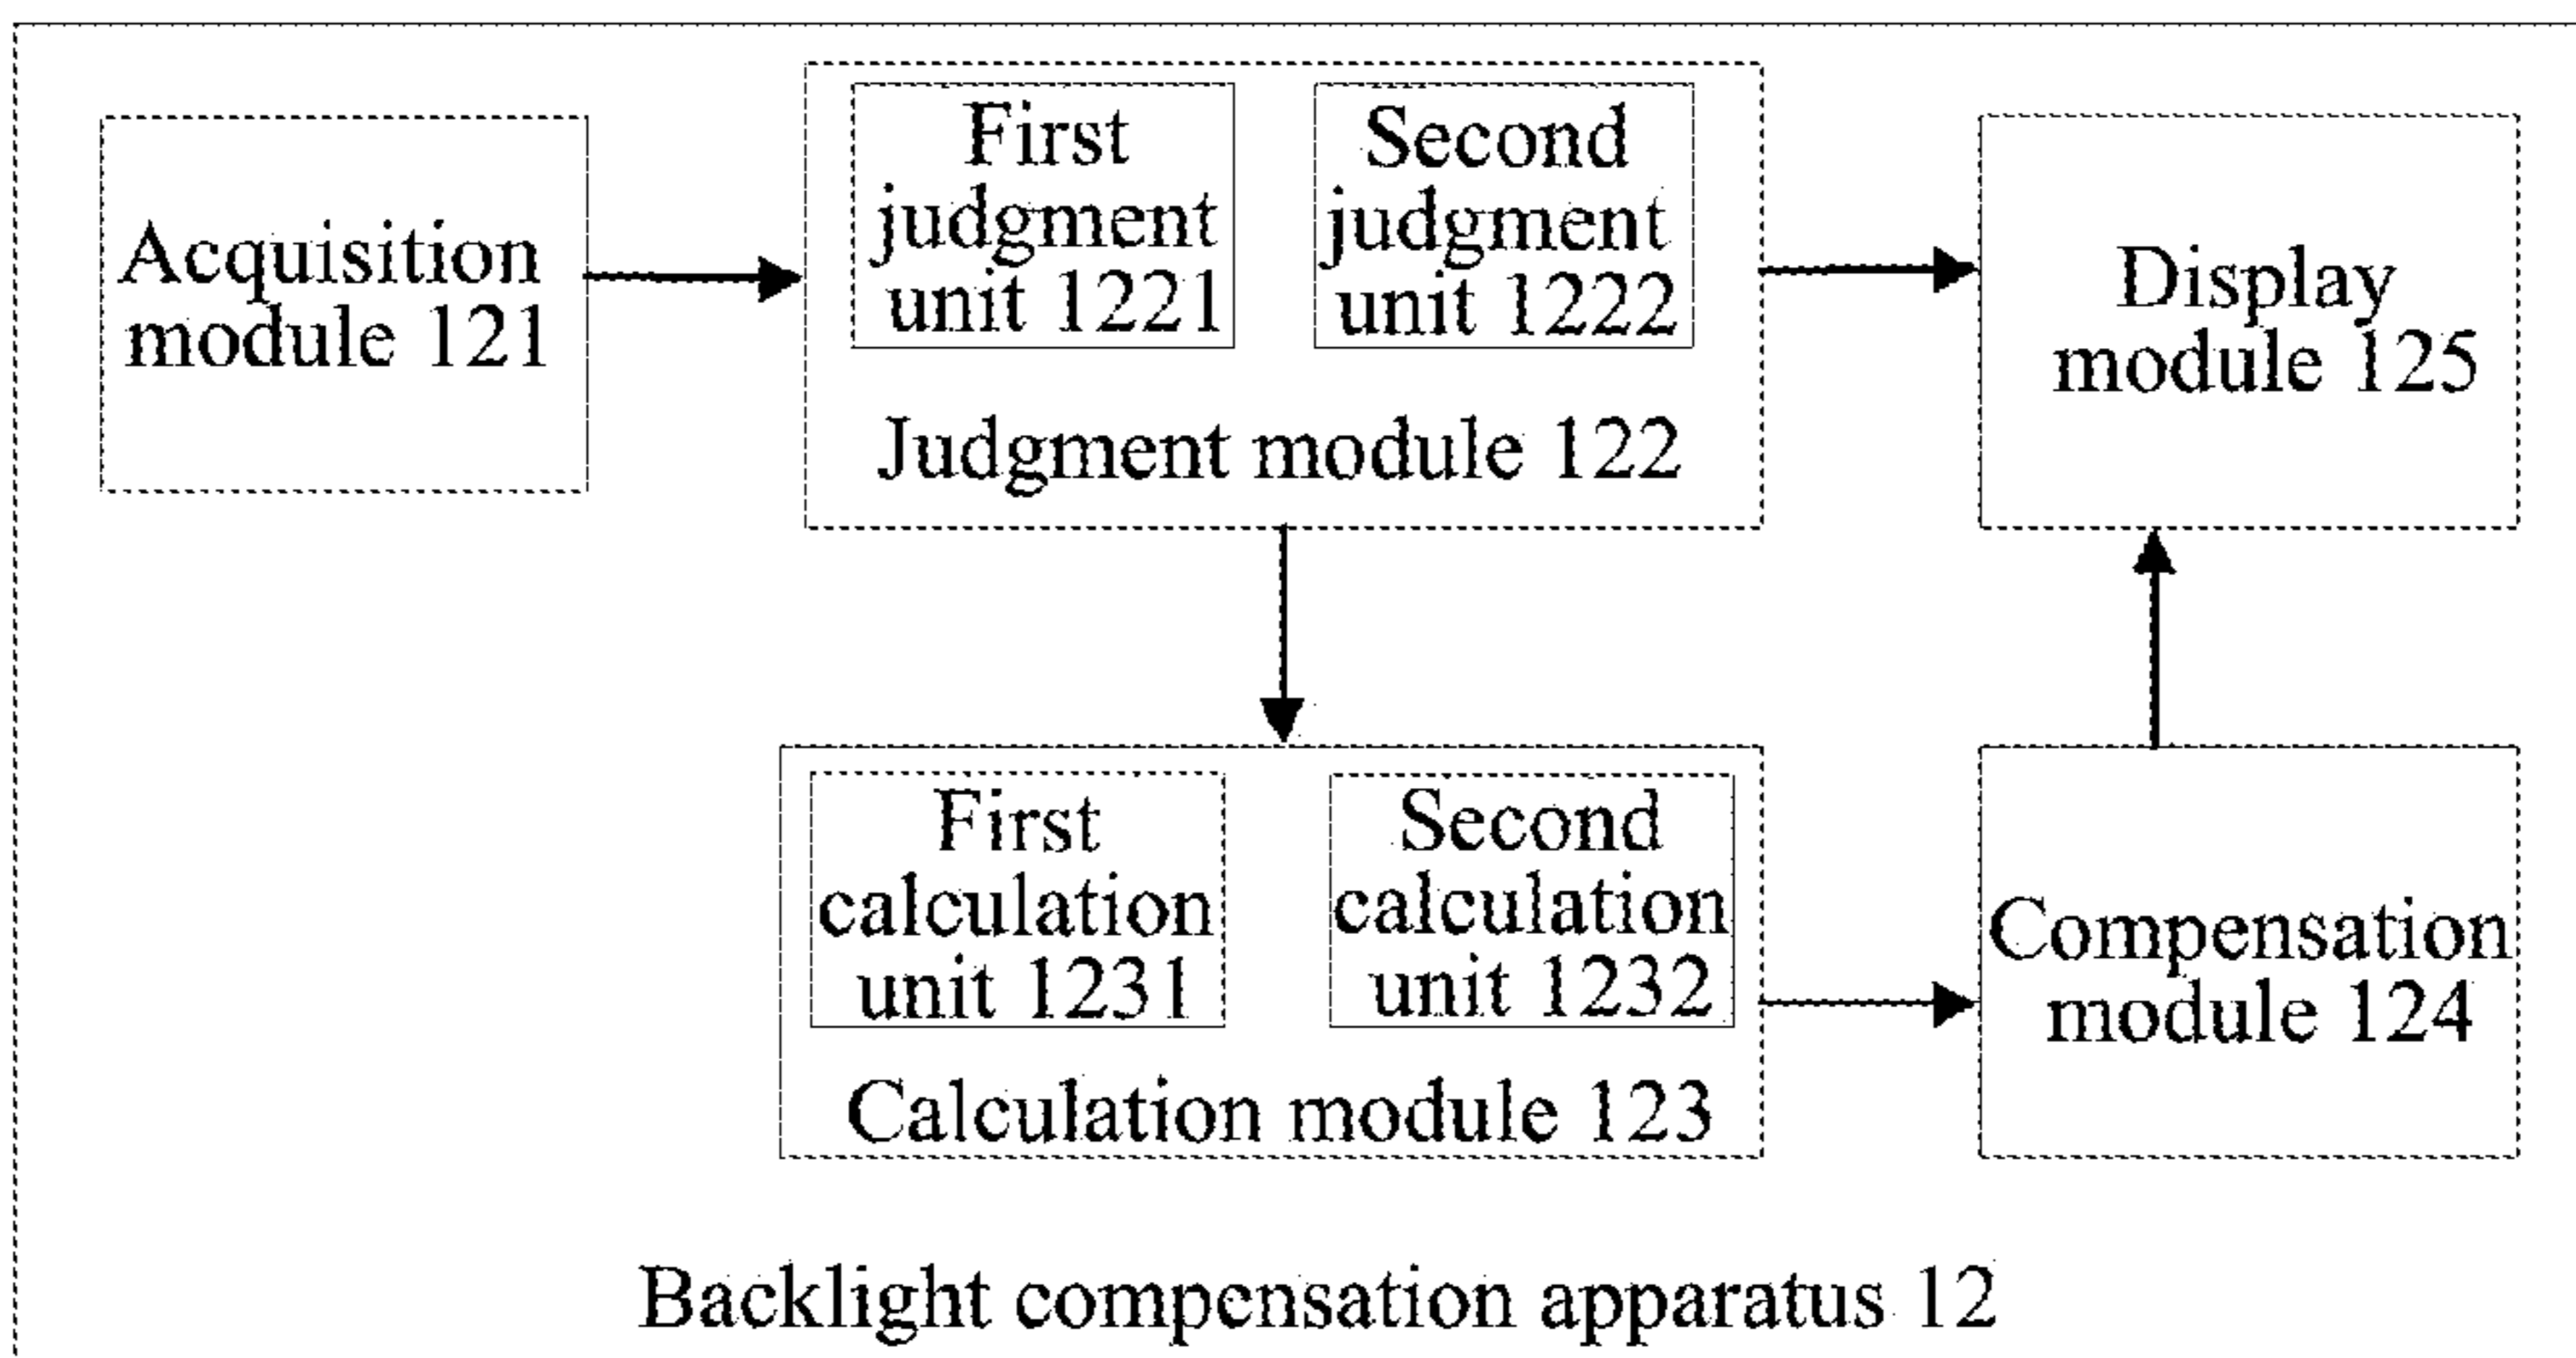 Acquisition
module 121
First
judgment
unit 1221
Second
judgment
unit 1222
Judgment module 122
Display
module 125
First
calculation
unit 1231
Second
calculation
unit 1232
Calculation module 123
Compensation
module 124
Backlight compensation apparatus 12